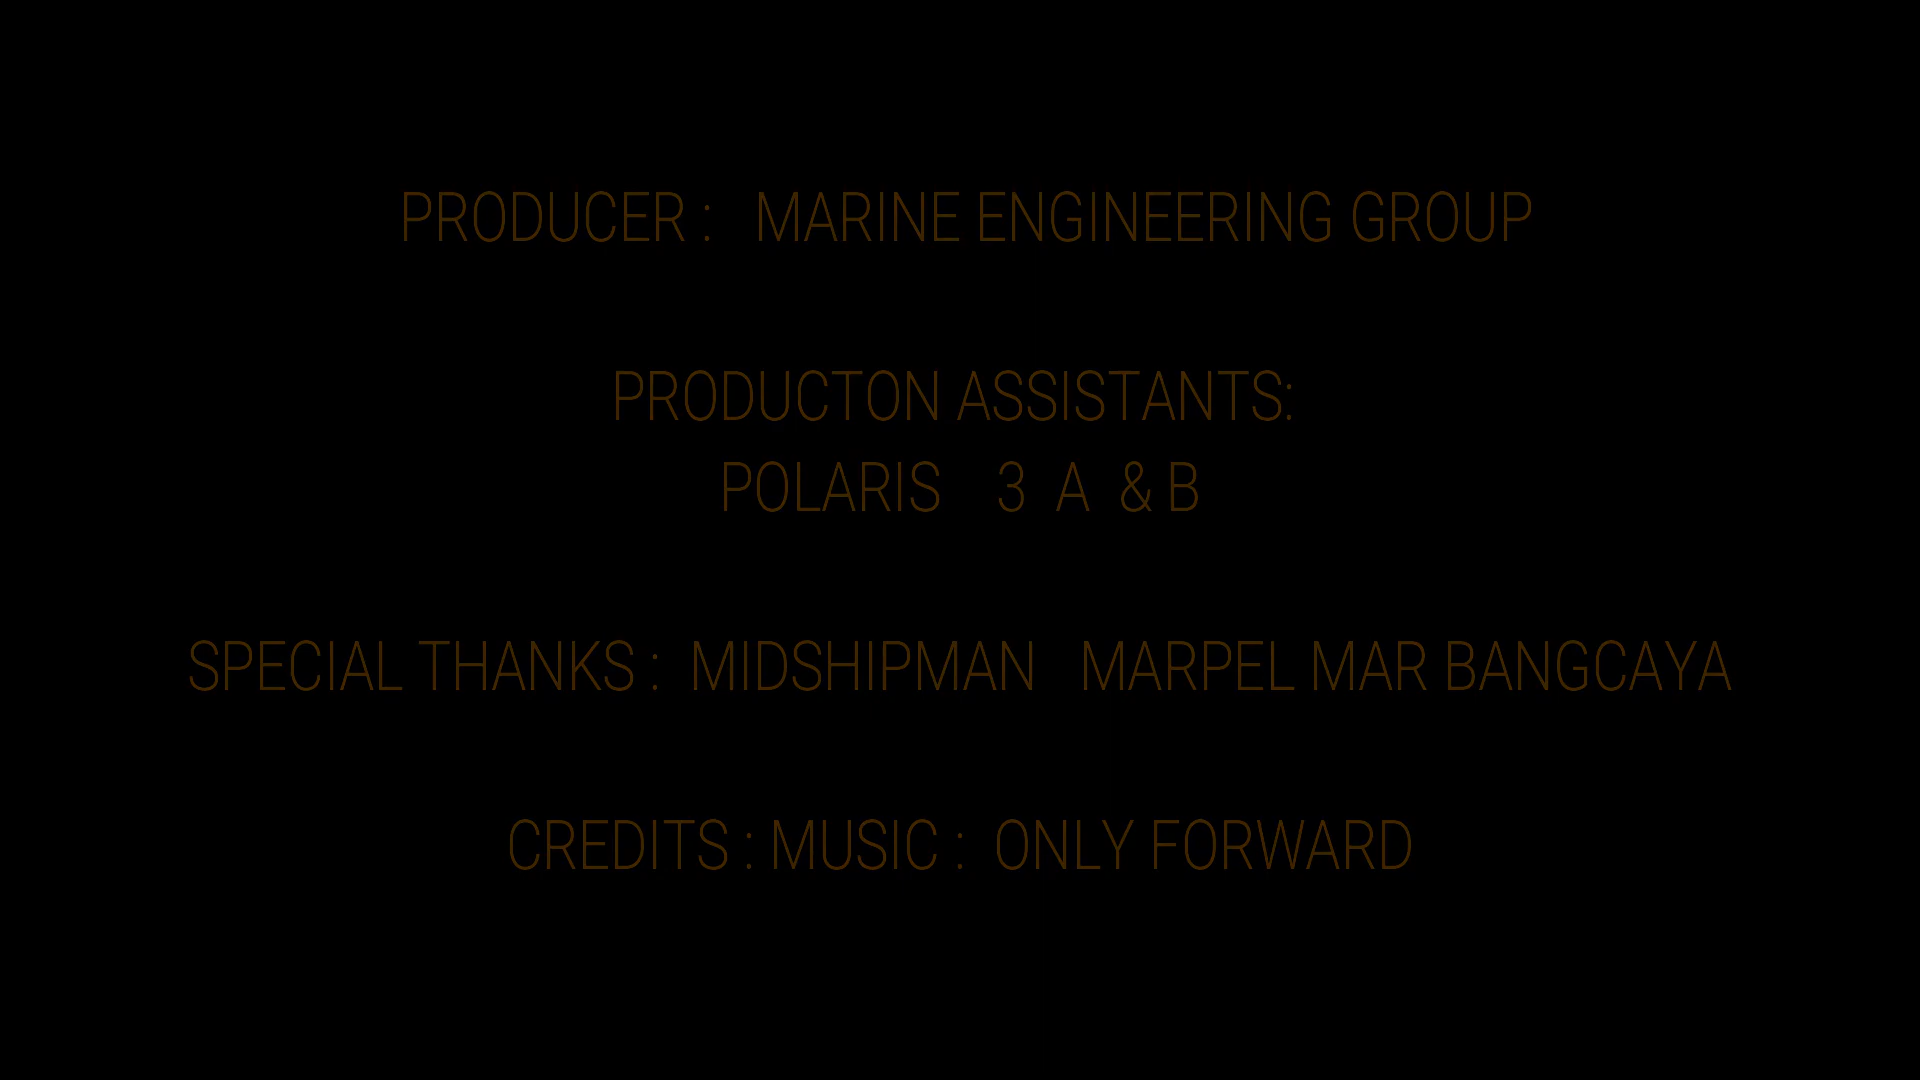 PRODUCER : MARINE ENGINEERING GROUP
PRODUCTON ASSISTANTS:
POLARIS 3 A & B
SPECIAL THANKS : MIDSHIPMAN MARPEL MAR BANGCAYA
CREDITS : MUSIC : ONLY FORWARD